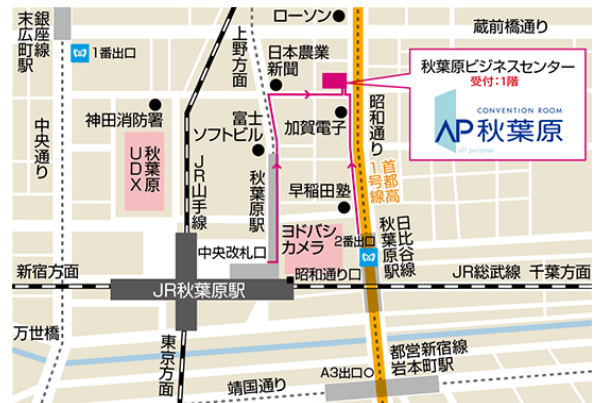 銀座線
末広町駅
1番出口
上野方面
ローソン
蔵前橋通り
日本農業
新聞
秋葉原ビジネスセンター
受付：1階
CONVENTION ROOM
AP秋葉原
all purpose
神田消防署
富士
ソフトビル
加賀電子
昭和通り
首都高
1号線
中央通り
秋葉原
UDX
JR山手線
秋葉原駅
早稲田塾
ヨドバシ
カメラ
2番出口
日比谷線
秋葉原駅
中央改札口
昭和通り口
新宿方面
JR秋葉原駅
JR総武線 千葉方面
万世橋
東京方面
都営新宿線
岩本町駅
A3出口
靖国通り